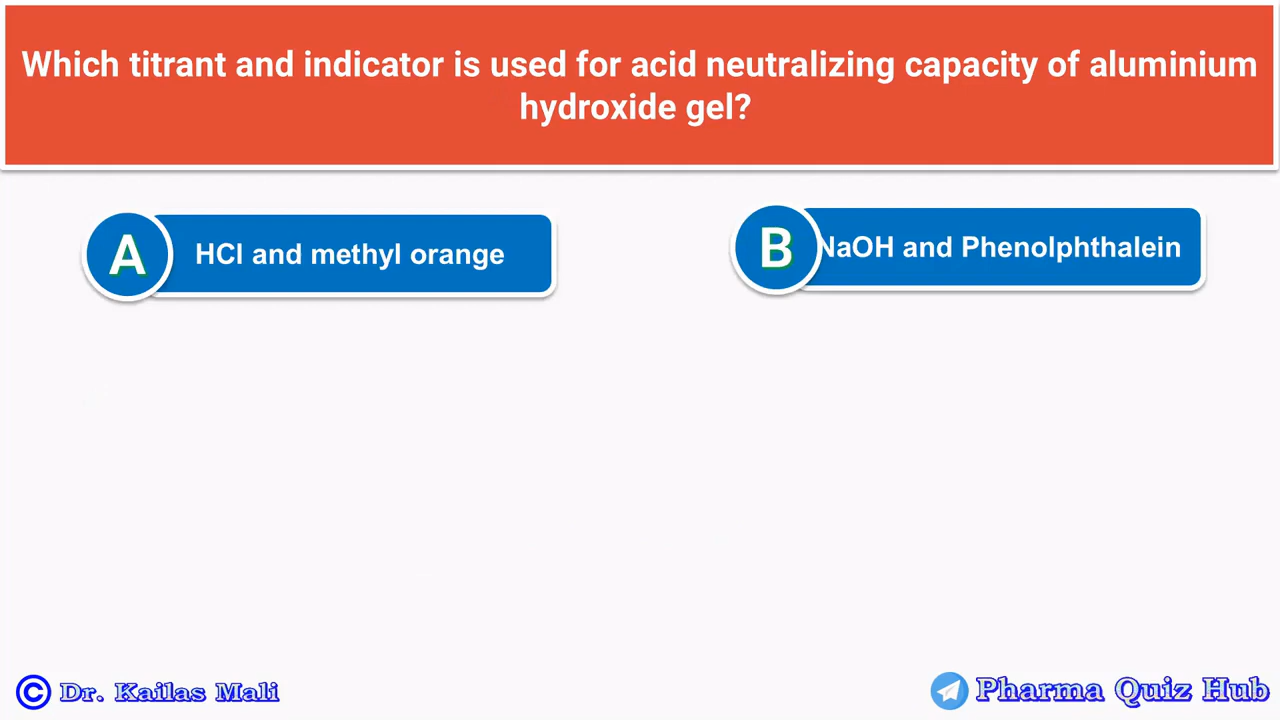 Which titrant and indicator is used for acid neutralizing capacity of aluminium
hydroxide gel?
A HCl and methyl orange
B NaOH and Phenolphthalein
© Dr. Kailas Mali
Pharma Quiz Hub